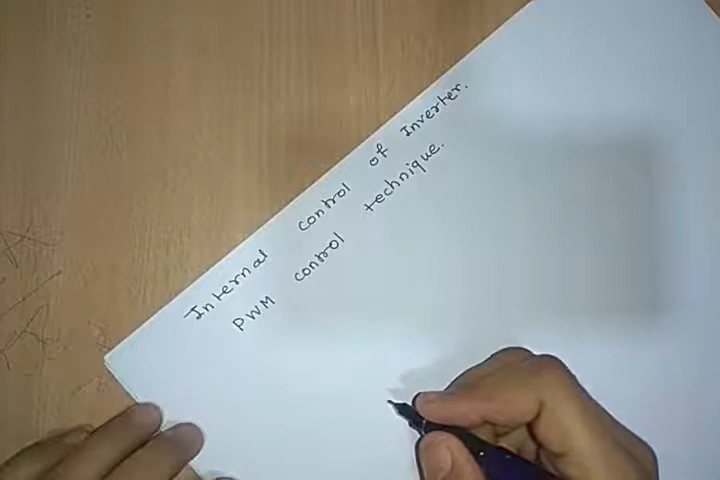 Internal control of Inverter.
PWM control technique.